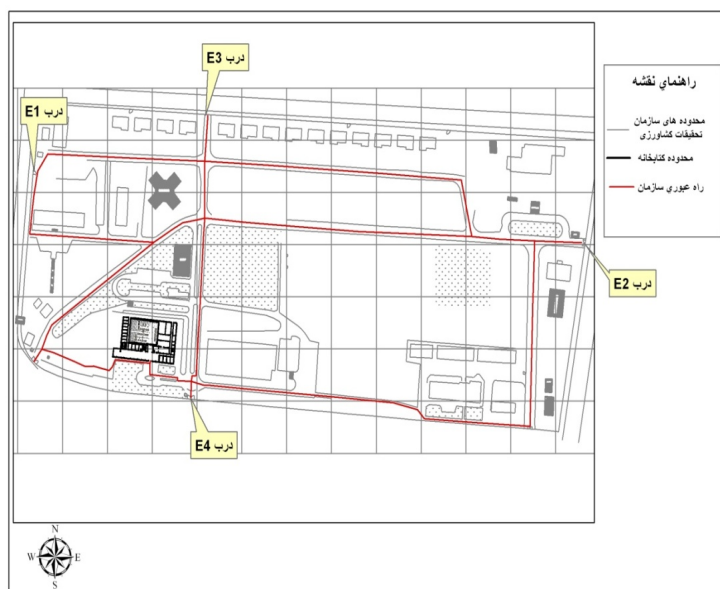 درب E3
درب E1
درب E2
درب E4
راهنماي نقشه
محدوده های سازمان
تحقیقات کشاورزی
محدوده کتابخانه
راه عبوري سازمان
N
W
E
S